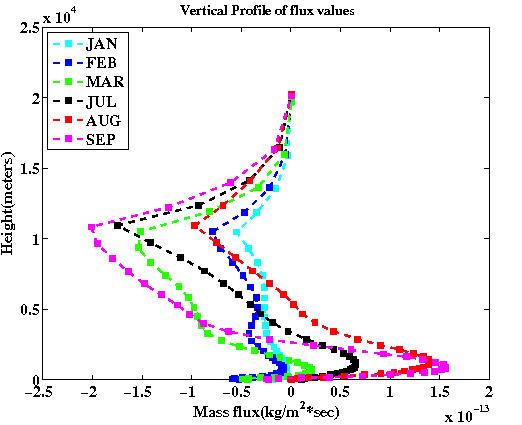 Vertical Profile of flux values
x 10^4
2.5
2
1.5
1
0.5
0
JAN
FEB
MAR
JUL
AUG
SEP
Height(meters)
−2.5 −2 −1.5 −1 −0.5 0 0.5 1 1.5 2 2.5
Mass flux(kg/m^2*sec)
x 10^−13